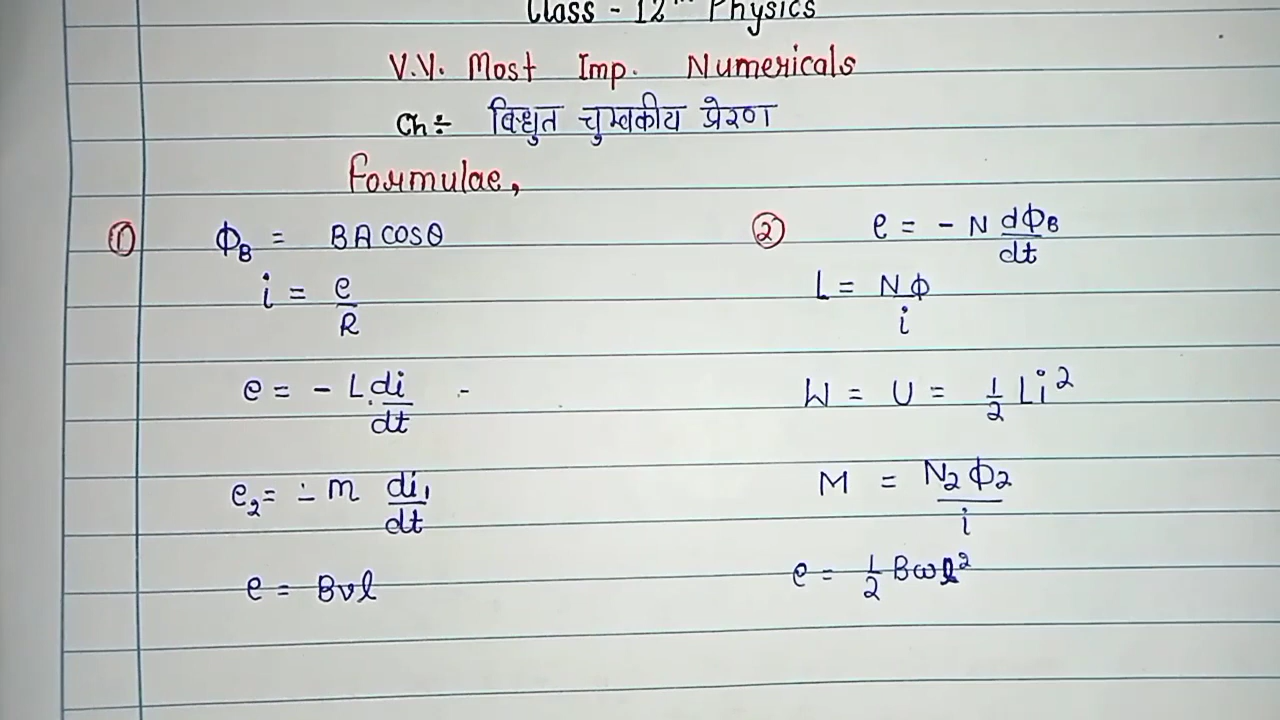 Class - 12th Physics
V.V. Most Imp. Numericals
Ch ÷ विधुत चुम्बकीय प्रेरण
Formulae,
① ϕ_B = BA cosθ
② e = - N dϕ_B/dt
i = e/R
L = Nϕ/i
e = - L. di/dt -
W = U = 1/2 Li²
e₂ = - m di₁/dt
M = N₂ϕ₂/i
e = Bvl
e = 1/2 Bωl²